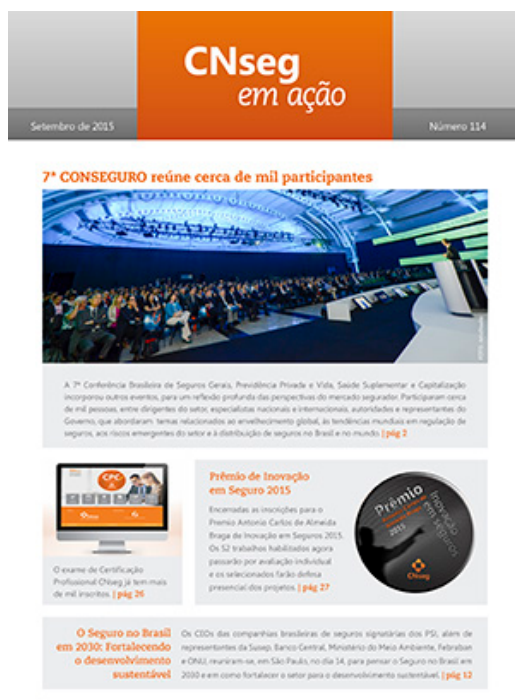 CNseg
em ação
Setembro de 2015
Número 114
7ª CONSEGURO reúne cerca de mil participantes
A 7ª Conferência Brasileira de Seguros Gerais, Previdência Privada e Vida, Saúde Suplementar e Capitalização
incorporou outros eventos, para um reflexão profunda das perspectivas do mercado segurador. Participaram cerca
de mil pessoas, entre dirigentes do setor, especialistas nacionais e internacionais, autoridades e representantes do
Governo, que abordaram temas relacionados ao envelhecimento global, às tendências mundiais em regulação de
seguros, aos riscos emergentes do setor e à distribuição de seguros no Brasil e no mundo. | pág 2
CPC
O exame de Certificação
Profissional CNseg já tem mais
de mil inscritos. | pág 26
Prêmio de Inovação
em Seguro 2015
Encerradas as inscrições para o
Premio Antonio Carlos de Almeida
Braga de Inovação em Seguros 2015.
Os 52 trabalhos habilitados agora
passarão por avaliação individual
e os selecionados farão defesa
presencial dos projetos. | pág 27
Prêmio
Inovação
em seguros
2015
CNseg
O Seguro no Brasil
em 2030: Fortalecendo
o desenvolvimento
sustentável
Os CEOs das companhias brasileiras de seguros signatárias dos PSI, alem de
representantes da Susep, Banco Central, Ministério do Meio Ambiente, Febraban
e ONU, reuniram-se, em São Paulo, no dia 14, para pensar o Seguro no Brasil em
2030 e em como fortalecer o setor para o desenvolvimento sustentável. | pág 12